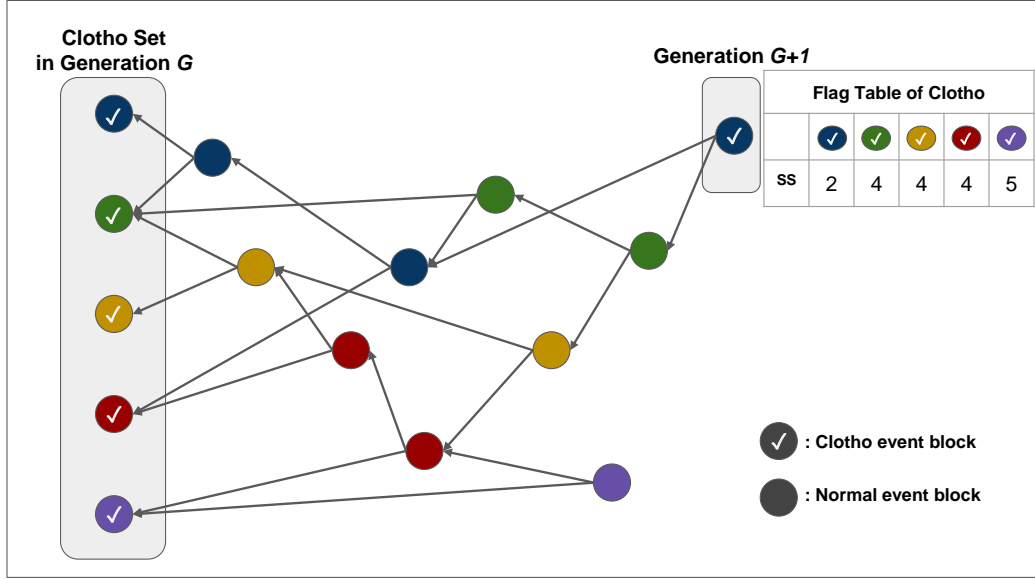 Clotho Set
in Generation G
Generation G+1
Flag Table of Clotho
SS 2 4 4 4 5
: Clotho event block
: Normal event block